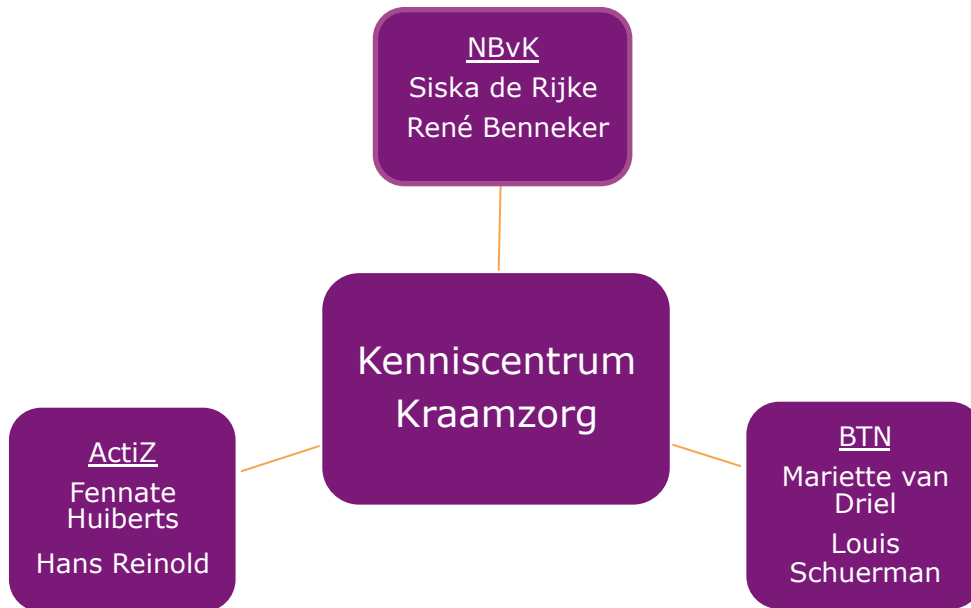 NBvK
Siska de Rijke
René Benneker
Kenniscentrum
Kraamzorg
ActiZ
Fennate
Huiberts
Hans Reinold
BTN
Mariette van
Driel
Louis
Schuerman